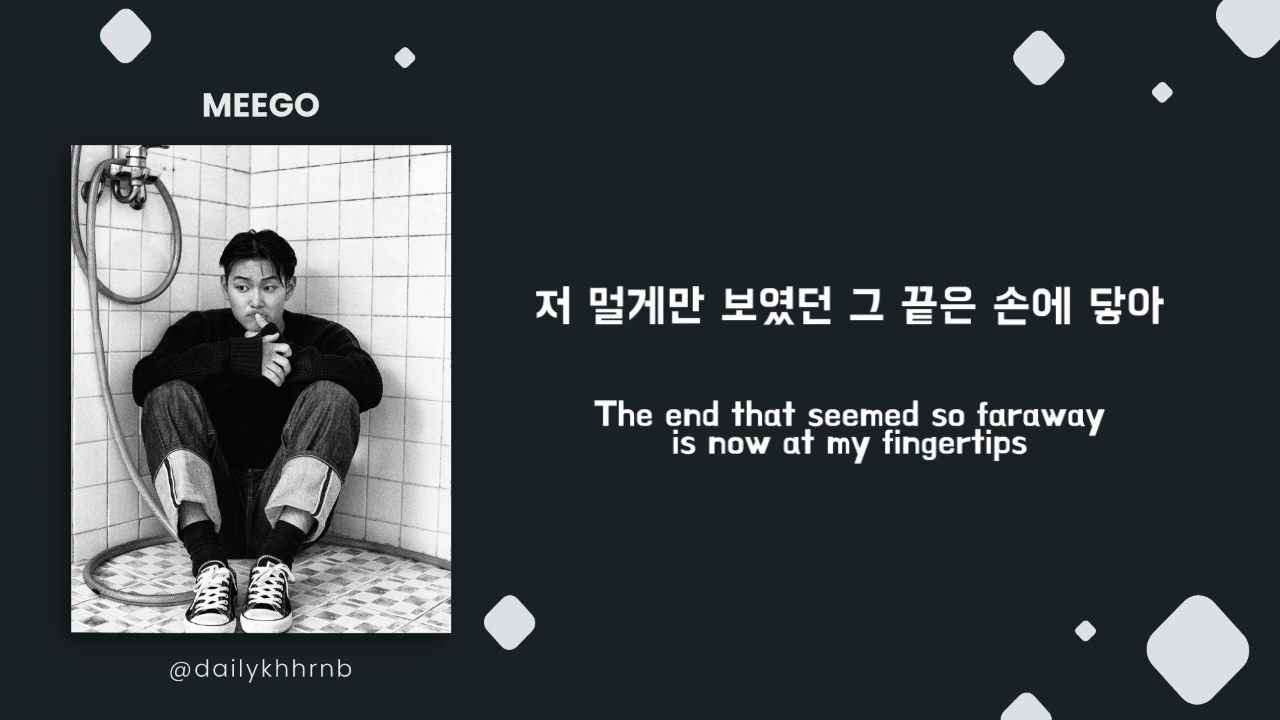 MEEGO
저 멀게만 보였던 그 끝은 손에 닿아
The end that seemed so faraway
is now at my fingertips
@dailykhhrnb